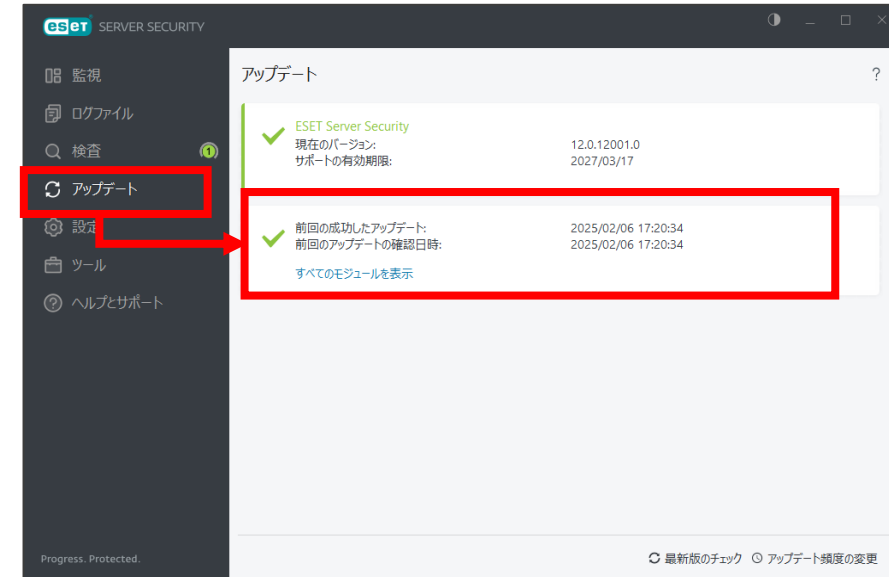 eset SERVER SECURITY
監視
ログファイル
検査
1
アップデート
設定
ツール
ヘルプとサポート
Progress. Protected.
アップデート
?
ESET Server Security
現在のバージョン: 12.0.12001.0
サポートの有効期限: 2027/03/17
前回の成功したアップデート: 2025/02/06 17:20:34
前回のアップデートの確認日時: 2025/02/06 17:20:34
すべてのモジュールを表示
最新版のチェック アップデート頻度の変更